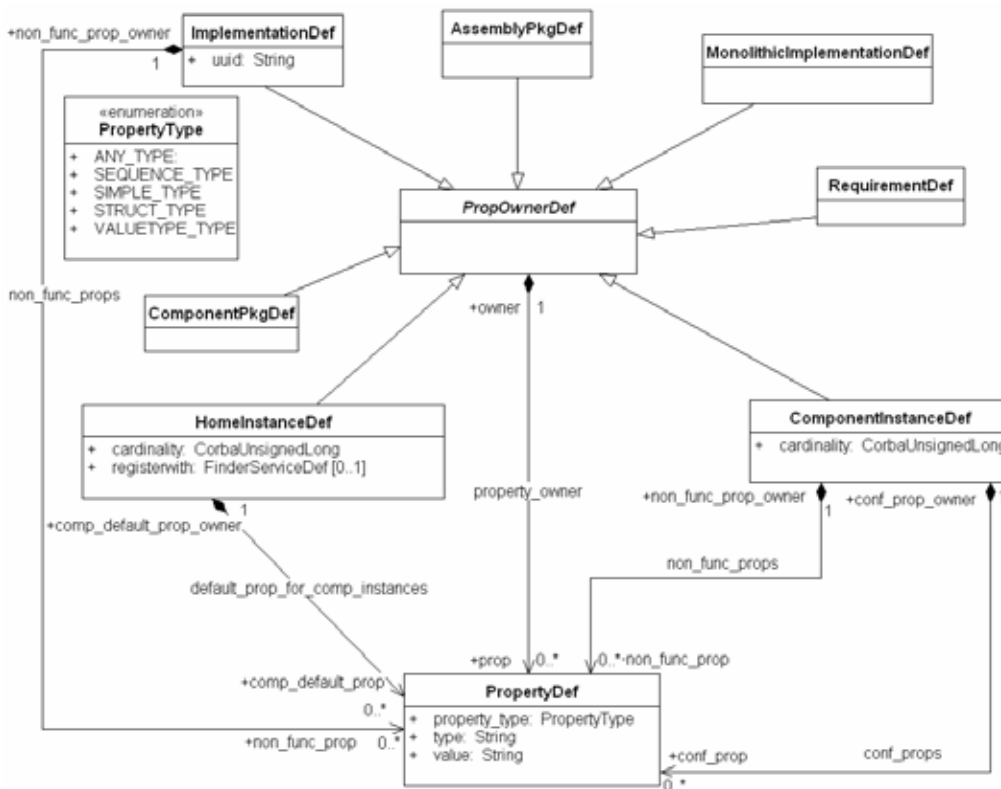 +non_func_prop_owner
1
ImplementationDef
+ uuid: String
AssemblyPkgDef
MonolithicImplementationDef
«enumeration»
PropertyType
+ ANY_TYPE:
+ SEQUENCE_TYPE
+ SIMPLE_TYPE
+ STRUCT_TYPE
+ VALUETYPE_TYPE
RequirementDef
PropOwnerDef
non_func_props
ComponentPkgDef
+owner 1
HomeInstanceDef
+ cardinality: CorbaUnsignedLong
+ registerwith: FinderServiceDef [0..1]
ComponentInstanceDef
+ cardinality: CorbaUnsignedLong
1
+comp_default_prop_owner
property_owner
+non_func_prop_owner
1
+conf_prop_owner
non_func_props
default_prop_for_comp_instances
+prop 0..*
0..* -non_func_prop
+comp_default_prop
0..*
PropertyDef
+ property_type: PropertyType
+ type: String
+ value: String
+non_func_prop 0..*
+conf_prop
conf_props
0..*